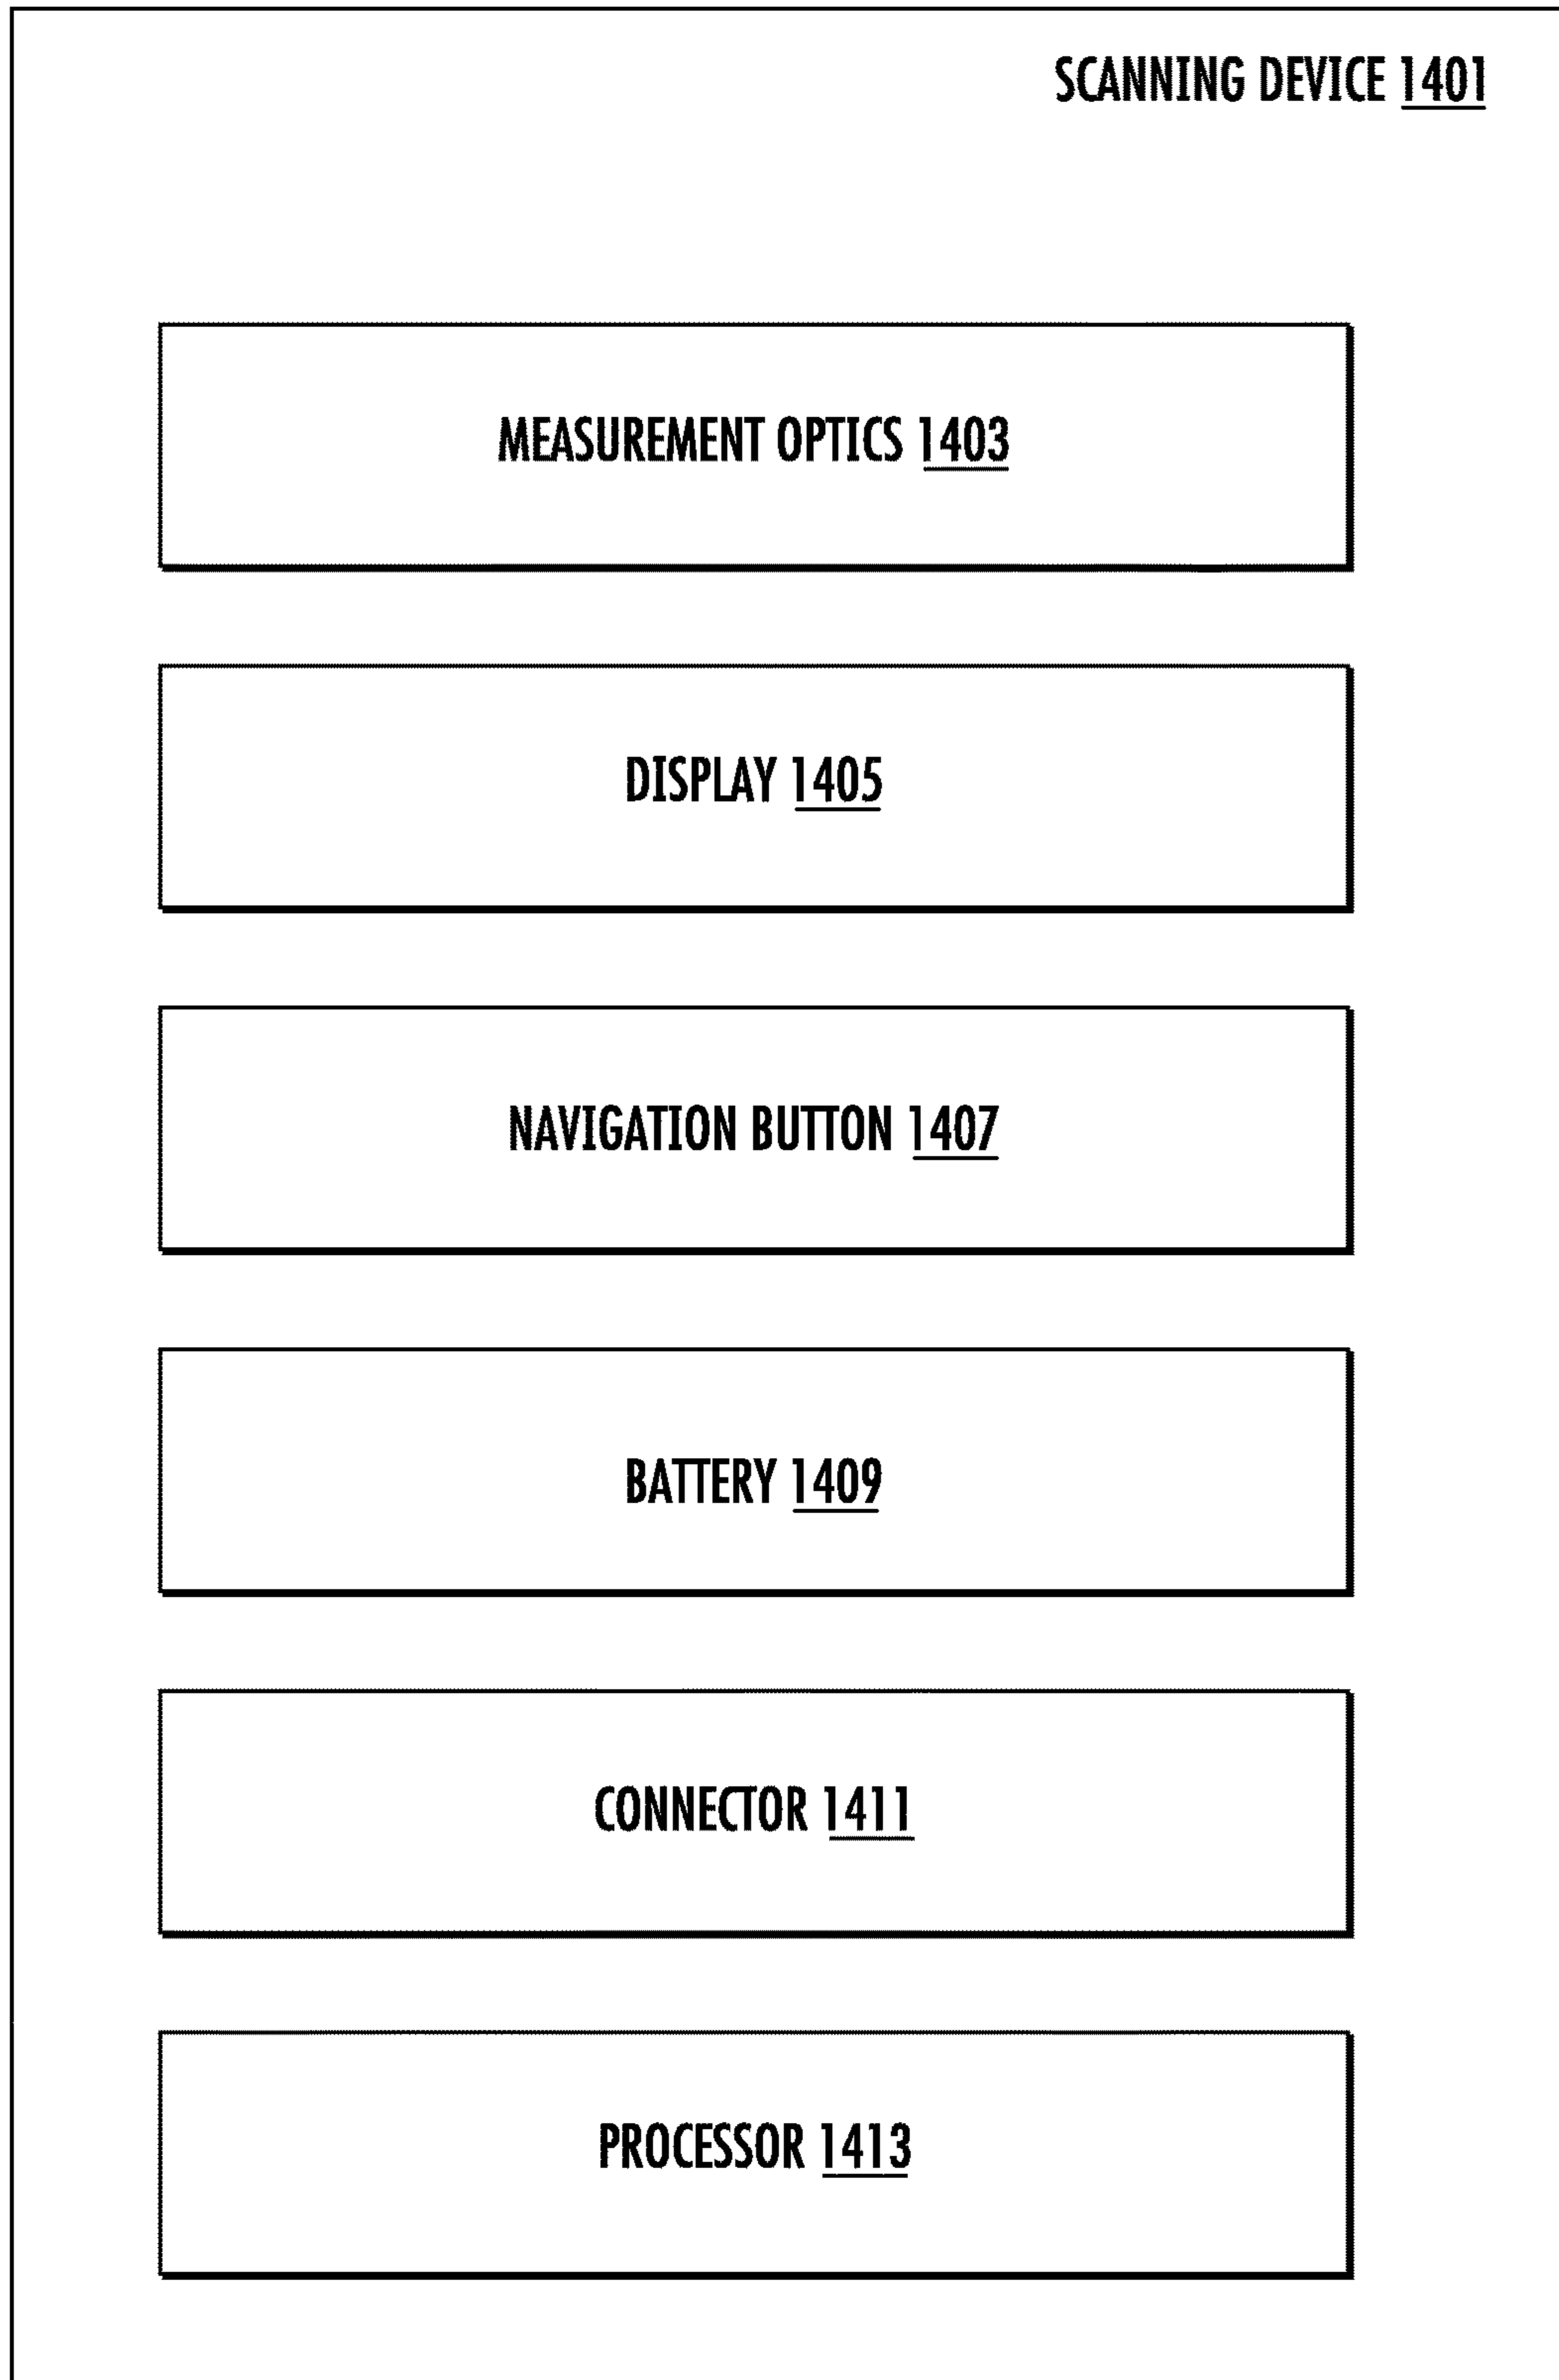 SCANNING DEVICE 1401
MEASUREMENT OPTICS 1403
DISPLAY 1405
NAVIGATION BUTTON 1407
BATTERY 1409
CONNECTOR 1411
PROCESSOR 1413